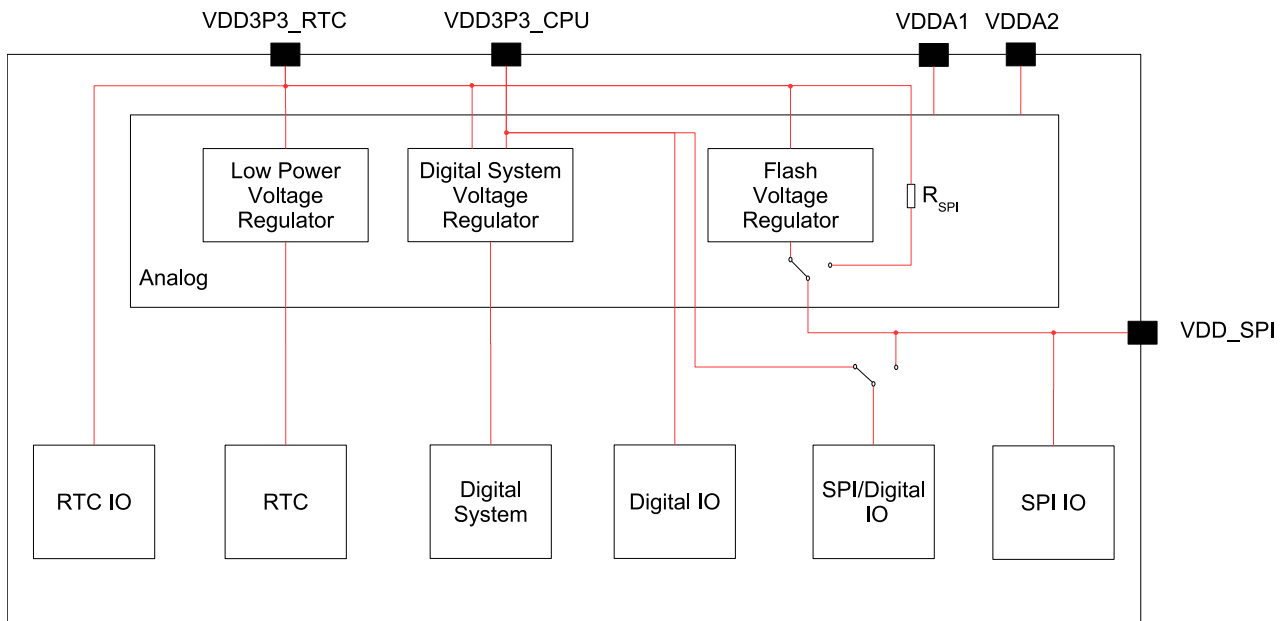 VDD3P3_RTC
VDD3P3_CPU
VDDA1
VDDA2
Low Power
Voltage
Regulator
Digital System
Voltage
Regulator
Flash
Voltage
Regulator
RSPI
Analog
VDD_SPI
RTC IO
RTC
Digital
System
Digital IO
SPI/Digital
IO
SPI IO